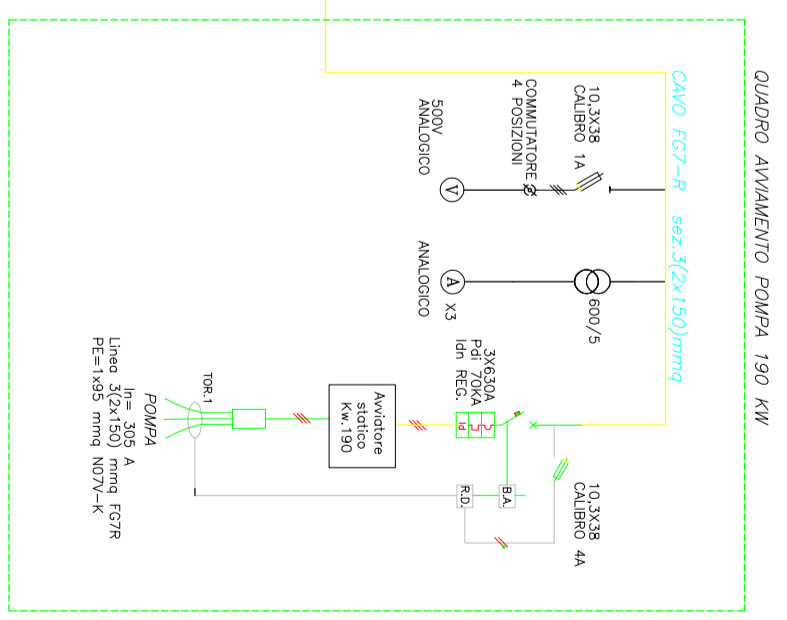 QUADRO AVVIAMENTO POMPA 190 KW
CAVO FG7-R sez.3(2x150)mmq
10,3X38
CALIBRO 1A
COMMUTATORE
4 POSIZIONI
V
500V
ANALOGICO
600/5
A
X3
ANALOGICO
3X630A
Pdi 70KA
Idn REG.
Id
10,3X38
CALIBRO 4A
B.A.
R.D.
Avviatore
statico
Kw.190
TOR.1
POMPA
In= 305 A
Linea 3(2x150) mmq FG7R
PE=1x95 mmq N07V-K